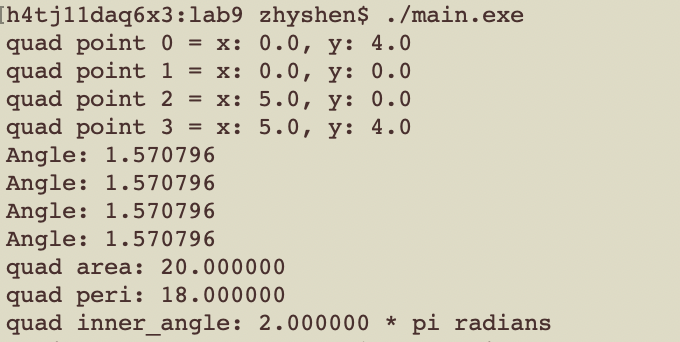 [h4tj11daq6x3:lab9 zhyshen$ ./main.exe
quad point 0 = x: 0.0, y: 4.0
quad point 1 = x: 0.0, y: 0.0
quad point 2 = x: 5.0, y: 0.0
quad point 3 = x: 5.0, y: 4.0
Angle: 1.570796
Angle: 1.570796
Angle: 1.570796
Angle: 1.570796
quad area: 20.000000
quad peri: 18.000000
quad inner_angle: 2.000000 * pi radians